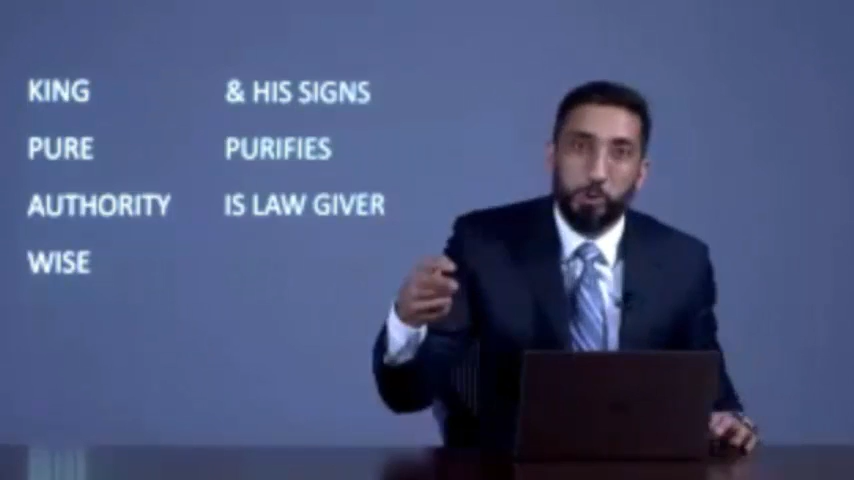 KING & HIS SIGNS
PURE PURIFIES
AUTHORITY IS LAW GIVER
WISE